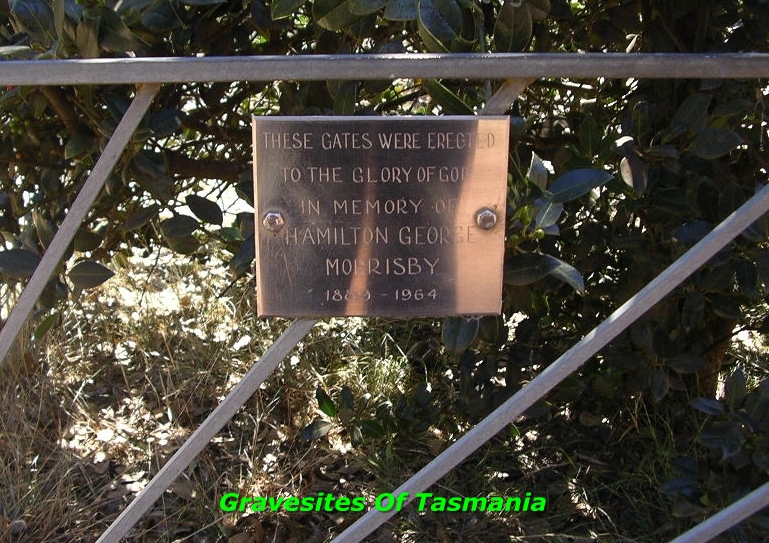 THESE GATES WERE ERECTED
TO THE GLORY OF GOD
IN MEMORY OF
HAMILTON GEORGE
MORRISBY
- 1964
Gravesites Of Tasmania